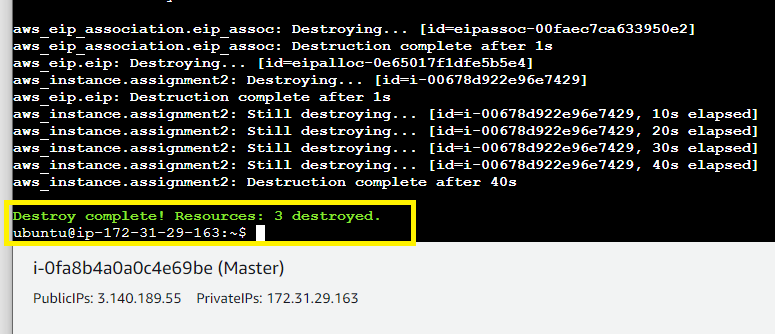 aws_eip_association.eip_assoc: Destroying... [id=eipassoc-00faec7ca633950e2]
aws_eip_association.eip_assoc: Destruction complete after 1s
aws_eip.eip: Destroying... [id=eipalloc-0e65017f1dfe5b5e4]
aws_instance.assignment2: Destroying... [id=i-00678d922e96e7429]
aws_eip.eip: Destruction complete after 1s
aws_instance.assignment2: Still destroying... [id=i-00678d922e96e7429, 10s elapsed]
aws_instance.assignment2: Still destroying... [id=i-00678d922e96e7429, 20s elapsed]
aws_instance.assignment2: Still destroying... [id=i-00678d922e96e7429, 30s elapsed]
aws_instance.assignment2: Still destroying... [id=i-00678d922e96e7429, 40s elapsed]
aws_instance.assignment2: Destruction complete after 40s
Destroy complete! Resources: 3 destroyed.
ubuntu@ip-172-31-29-163:~$
i-0fa8b4a0a0c4e69be (Master)
PublicIPs: 3.140.189.55 PrivateIPs: 172.31.29.163